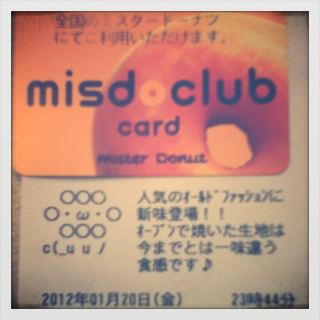 全国のミスタードーナツ
にてご利用いただけます。
misd club
card
mister Donut
○○○ 人気のｵｰﾙﾄﾞﾌｧｯｼｮﾝに
○・ω・○ 新味登場！！
○○○ ｵｰﾌﾞﾝで焼いた生地は
c(_uuﾉ 今までとは一味違う
食感です♪
2012年01月20日(金) 23時44分